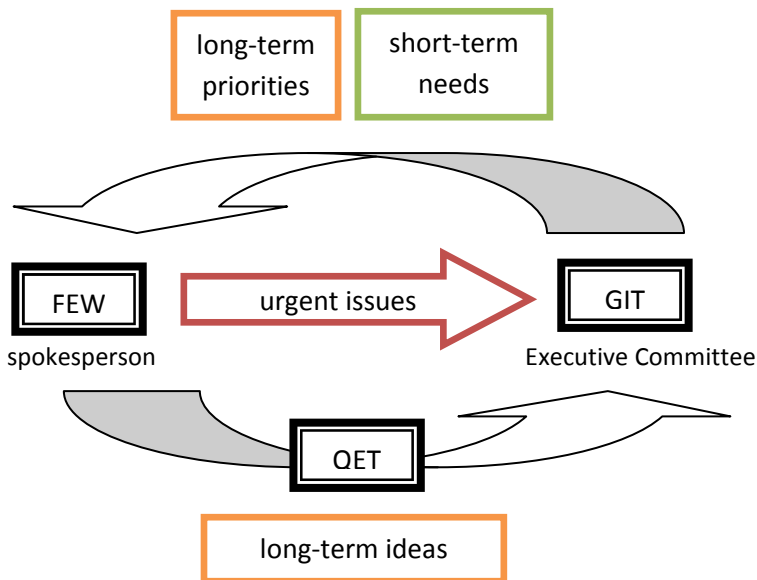 long-term
priorities
short-term
needs
FEW
urgent issues
GIT
spokesperson
Executive Committee
QET
long-term ideas